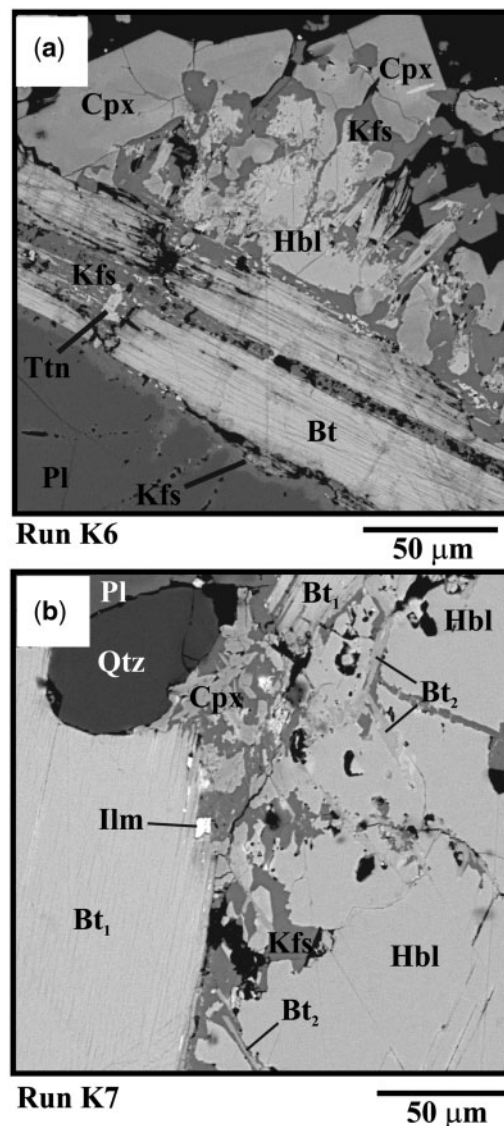 (a)
Cpx
Cpx
Kfs
Hbl
Kfs
Ttn
Bt
Pl
Kfs
Run K6
50 μm
(b)
Pl
Bt₁
Hbl
Qtz
Cpx
Bt₂
Ilm
Bt₁
Kfs
Hbl
Bt₂
Run K7
50 μm